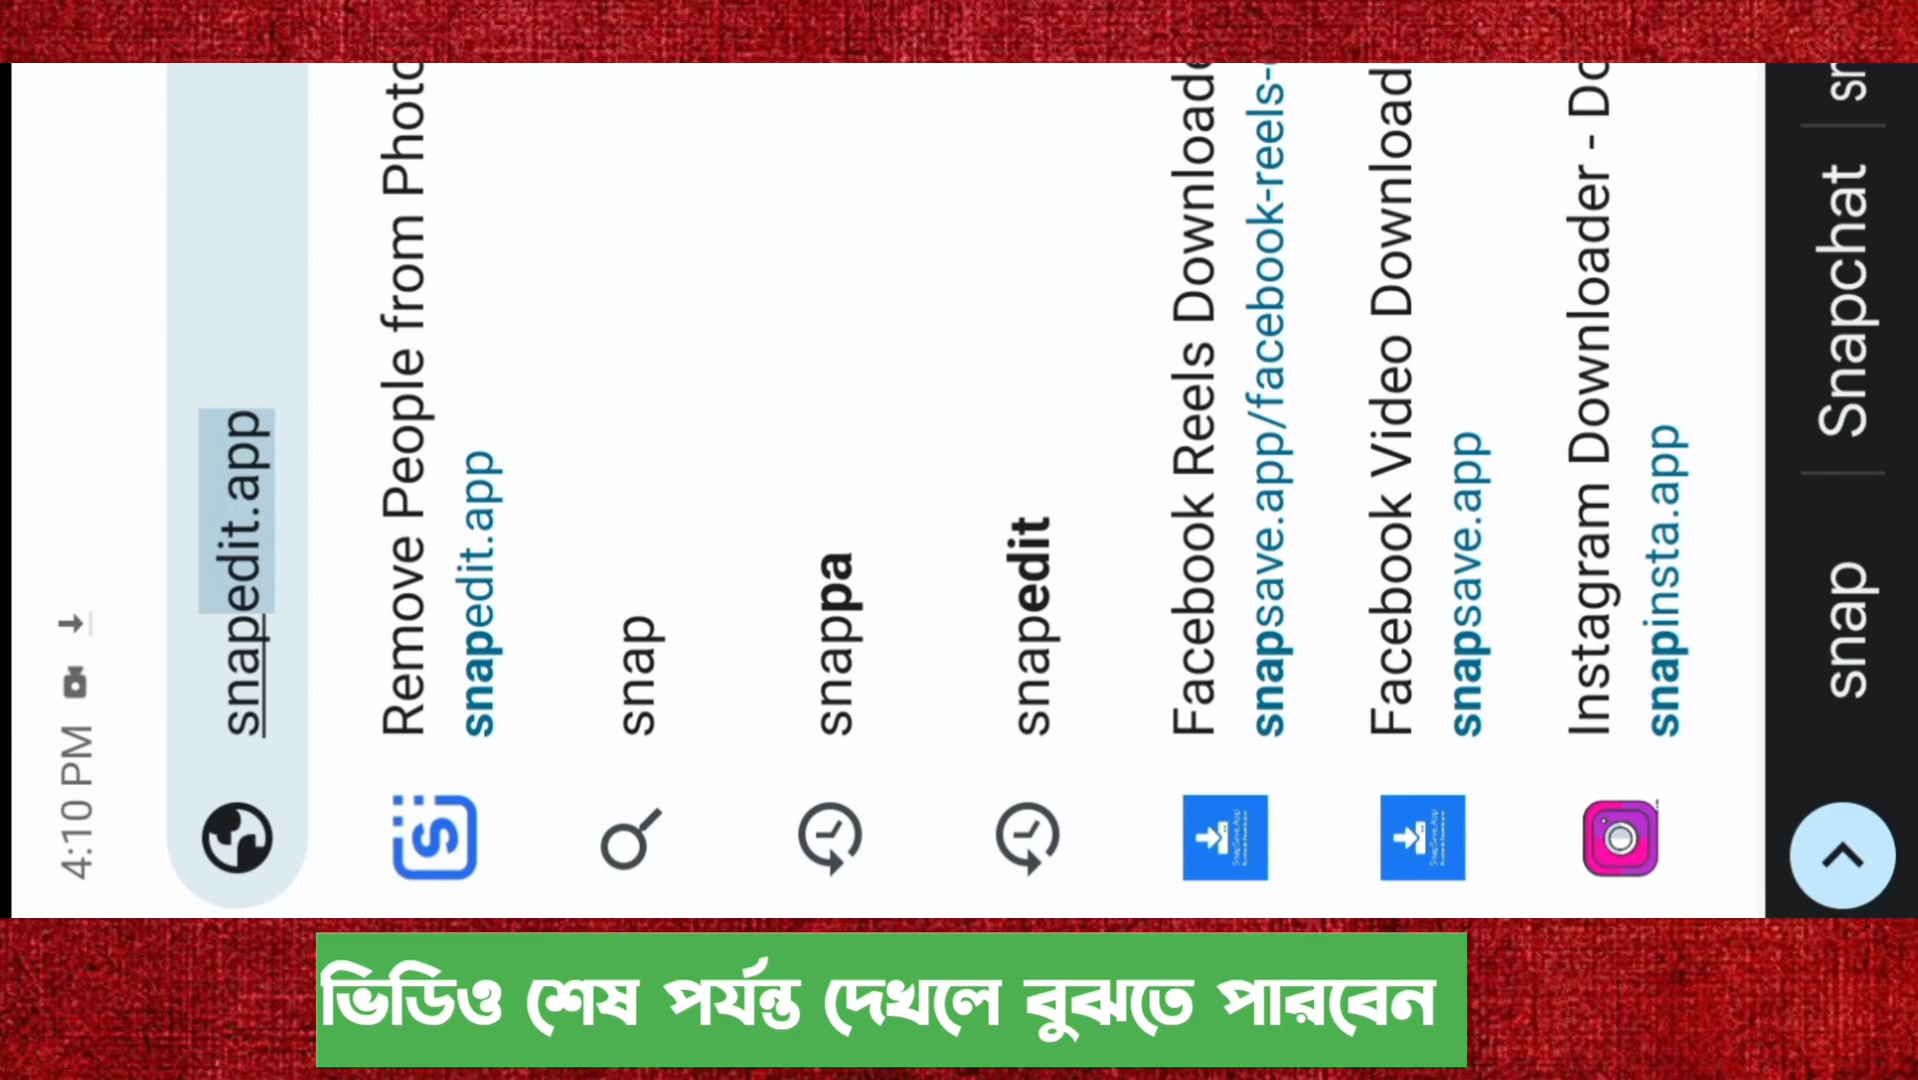 4:10 PM
snapedit.app
Remove People from Photo
snapedit.app
snap
snappa
snapedit
Facebook Reels Downloade
snapsave.app/facebook-reels-
Facebook Video Download
snapsave.app
Instagram Downloader - Do
snapinsta.app
snap | Snapchat | sn
ভিডিও শেষ পর্যন্ত দেখলে বুঝতে পারবেন